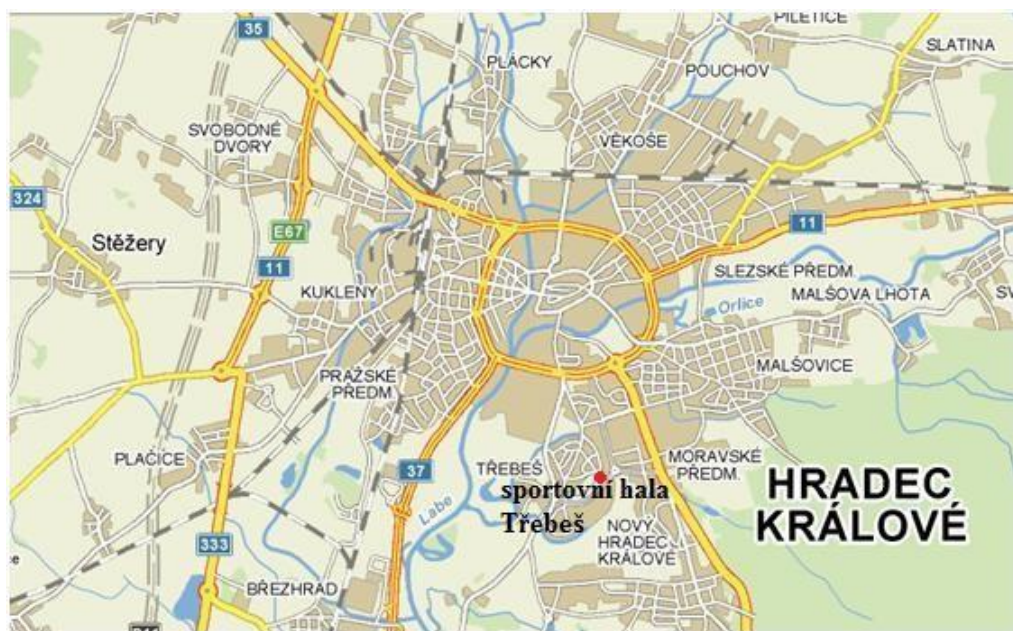 35
PLÁCKY
PILETICE
SLATINA
POUCHOV
SVOBODNÉ
DVORY
VĚKOŠE
324
E67
11
Stěžery
11
KUKLENY
SLEZSKÉ PŘEDM.
Orlice
MALŠOVA LHOTA
MALŠOVICE
PRAŽSKÉ
PŘEDM.
PLAČICE
37
TŘEBEŠ
MORAVSKÉ
PŘEDM.
sportovní hala
Třebeš
HRADEC
KRÁLOVÉ
Labe
NOVÝ
HRADEC
KRÁLOVÉ
333
BŘEZHRAD